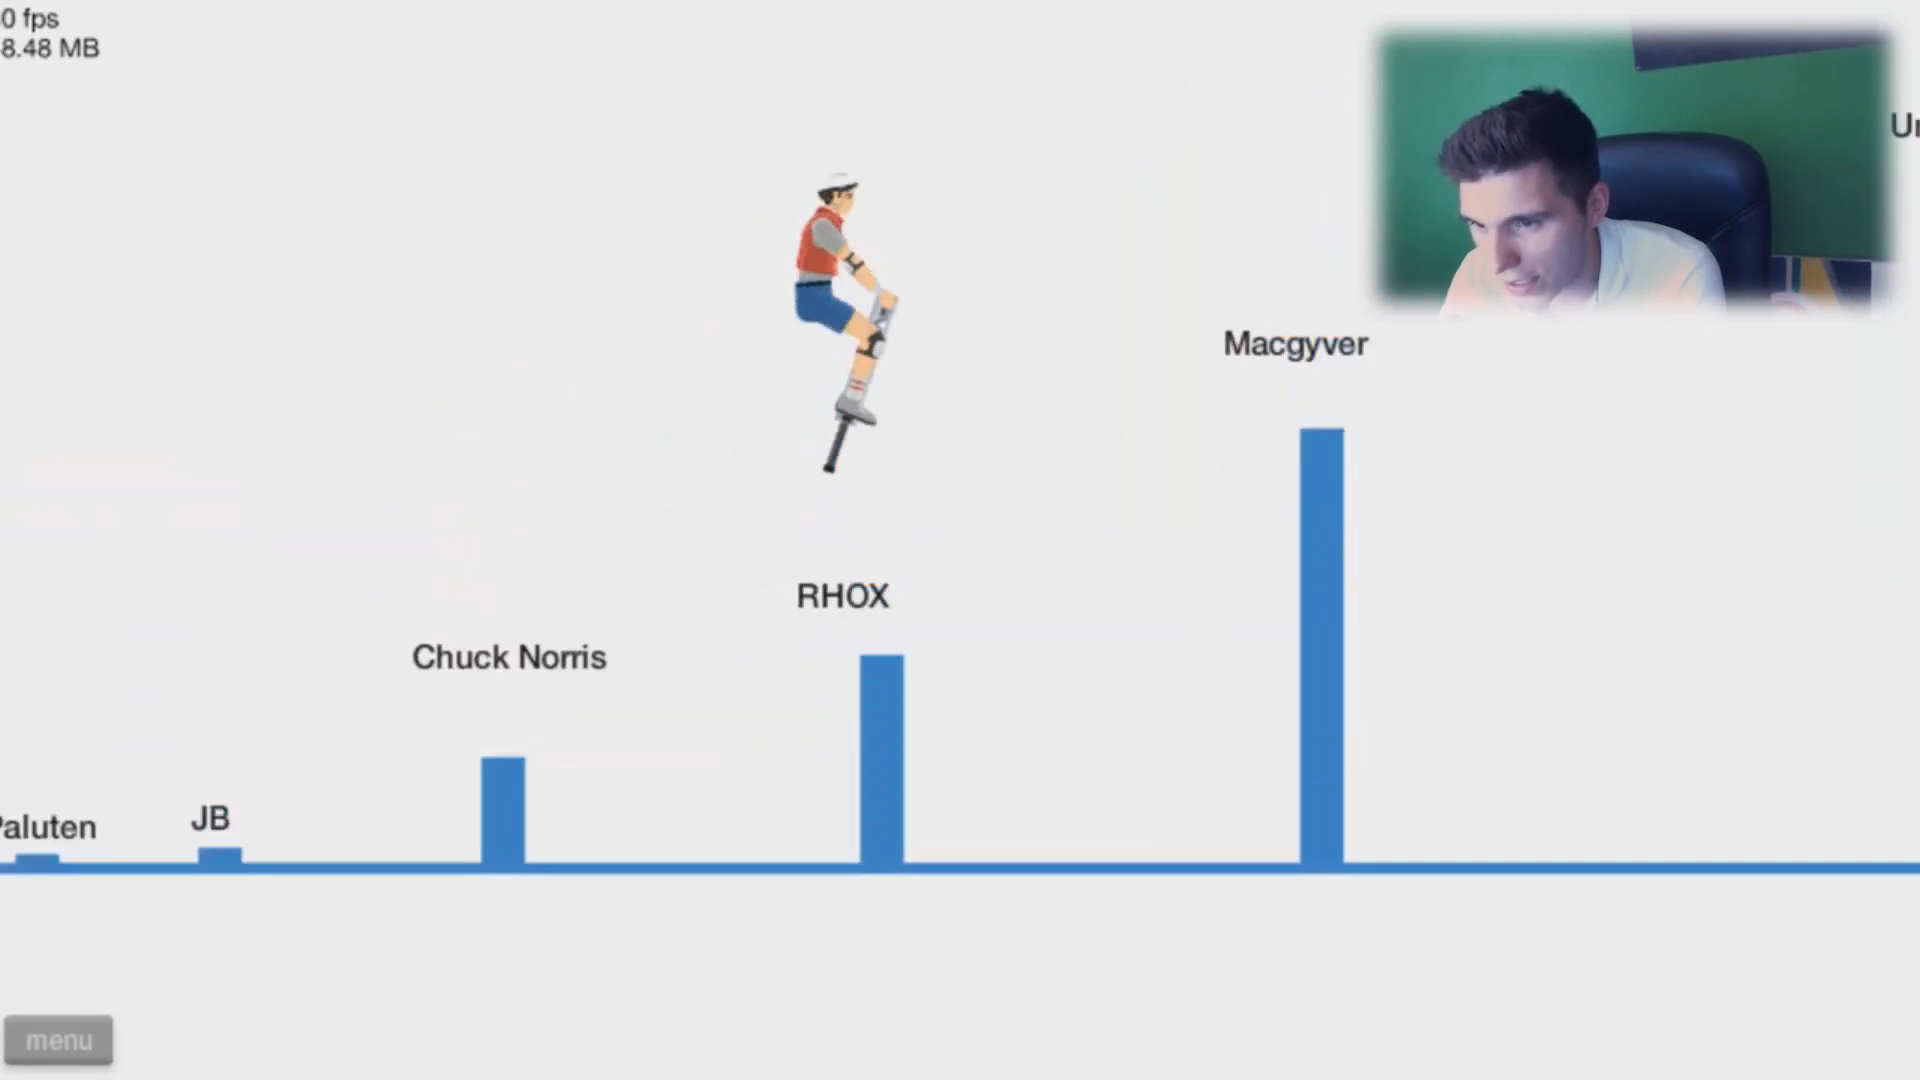 0 fps
8.48 MB
Macgyver
RHOX
Chuck Norris
JB
aluten
menu